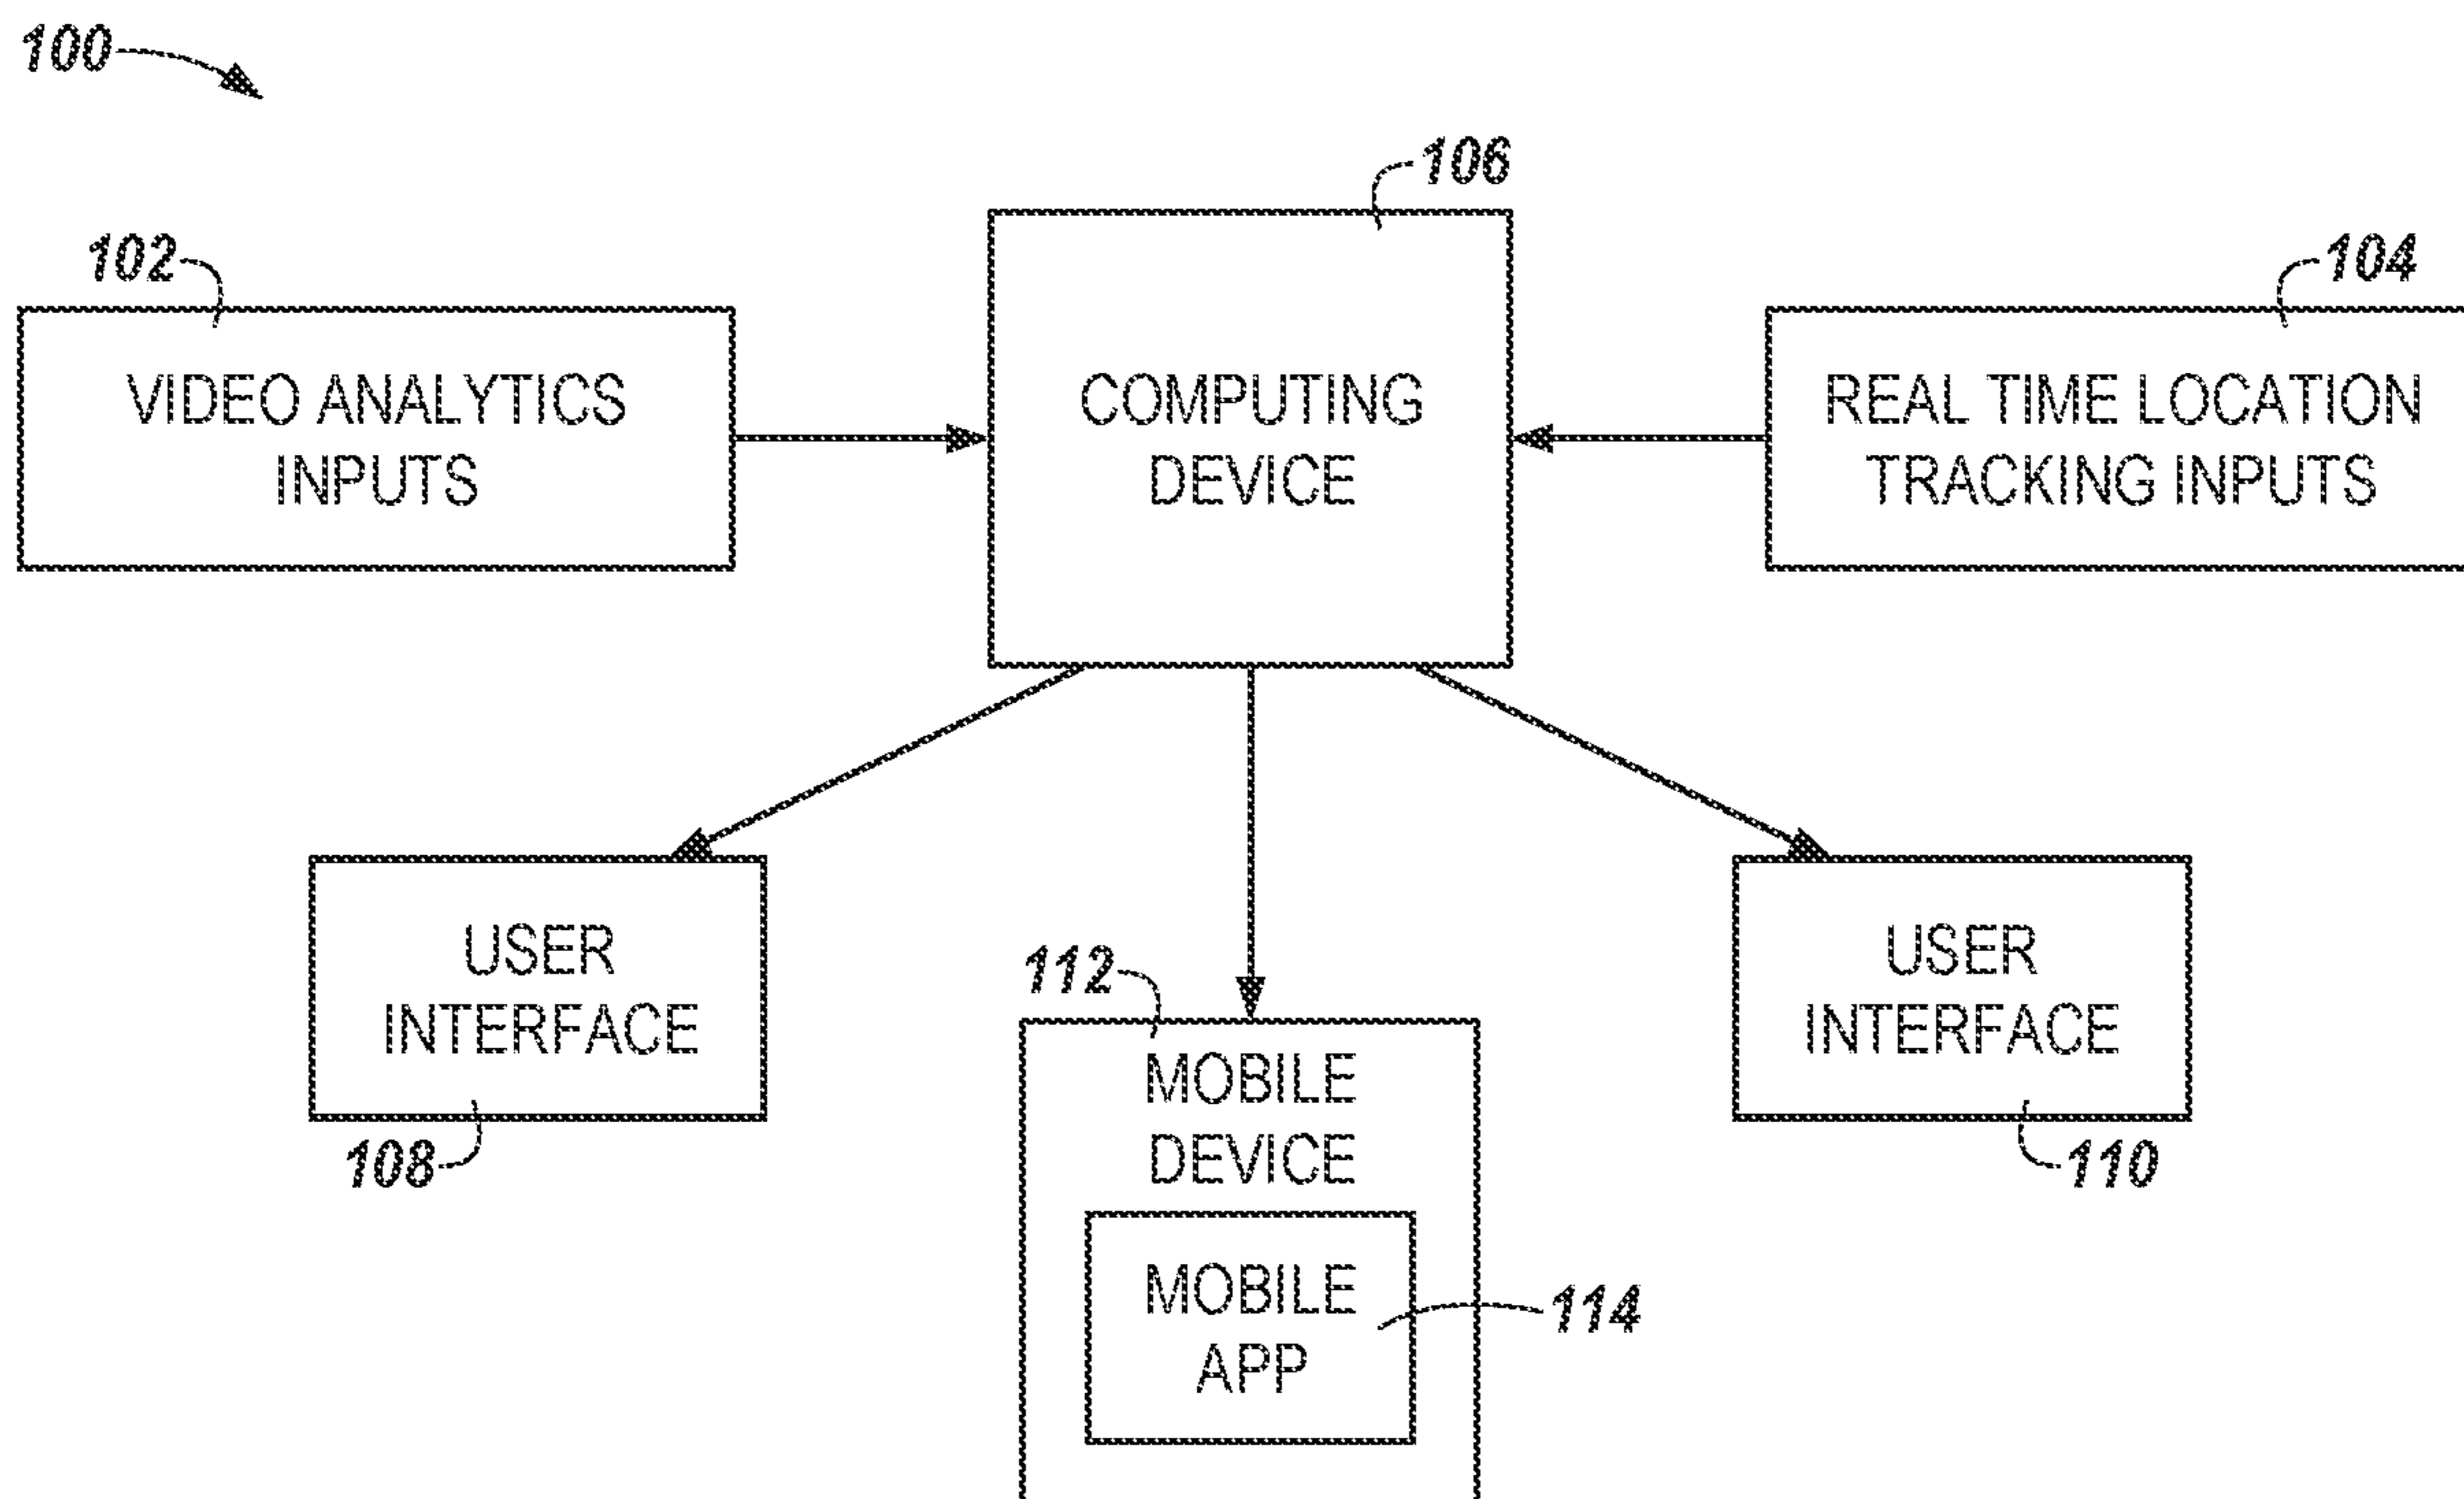 100
106
102
104
VIDEO ANALYTICS
INPUTS
COMPUTING
DEVICE
REAL TIME LOCATION
TRACKING INPUTS
USER
INTERFACE
108
112
MOBILE
DEVICE
MOBILE
APP
114
USER
INTERFACE
110